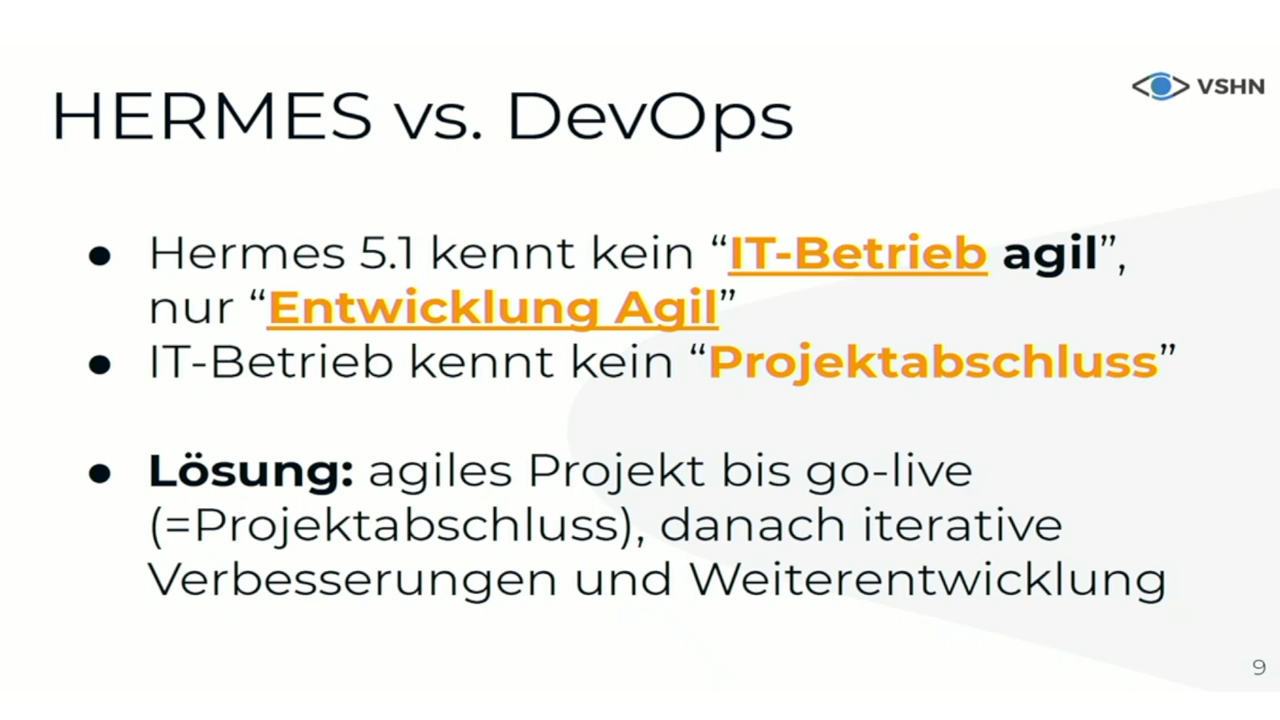 VSHN
HERMES vs. DevOps
● Hermes 5.1 kennt kein “IT-Betrieb agil”,
nur “Entwicklung Agil”
● IT-Betrieb kennt kein “Projektabschluss”
● Lösung: agiles Projekt bis go-live
(=Projektabschluss), danach iterative
Verbesserungen und Weiterentwicklung
9